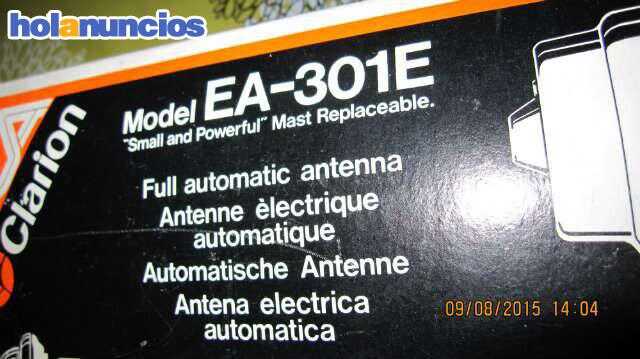 holanuncios
Clarion
Model EA-301E
"Small and Powerful" Mast Replaceable.
Full automatic antenna
Antenne èlectrique
automatique
Automatische Antenne
Antena electrica
automatica
09/08/2015 14:04